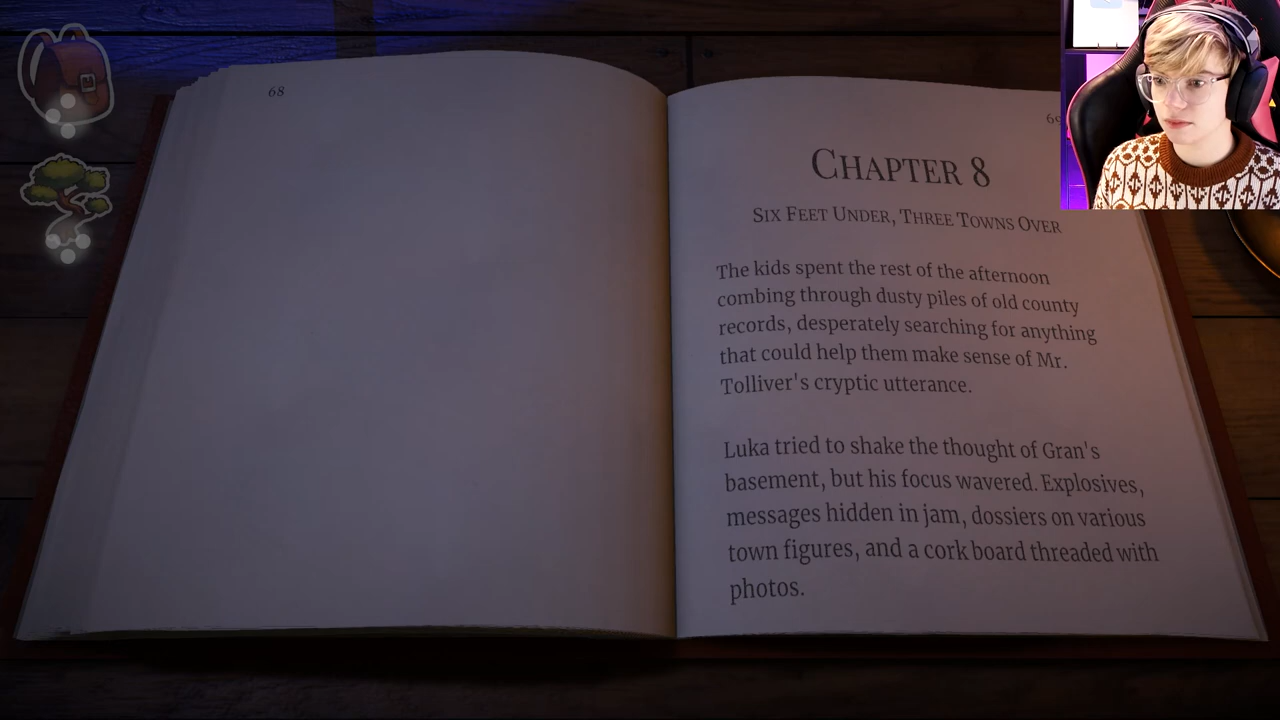 68
CHAPTER 8
SIX FEET UNDER, THREE TOWNS OVER
The kids spent the rest of the afternoon
combing through dusty piles of old county
records, desperately searching for anything
that could help them make sense of Mr.
Tolliver's cryptic utterance.
Luka tried to shake the thought of Gran's
basement, but his focus wavered. Explosives,
messages hidden in jam, dossiers on various
town figures, and a cork board threaded with
photos.